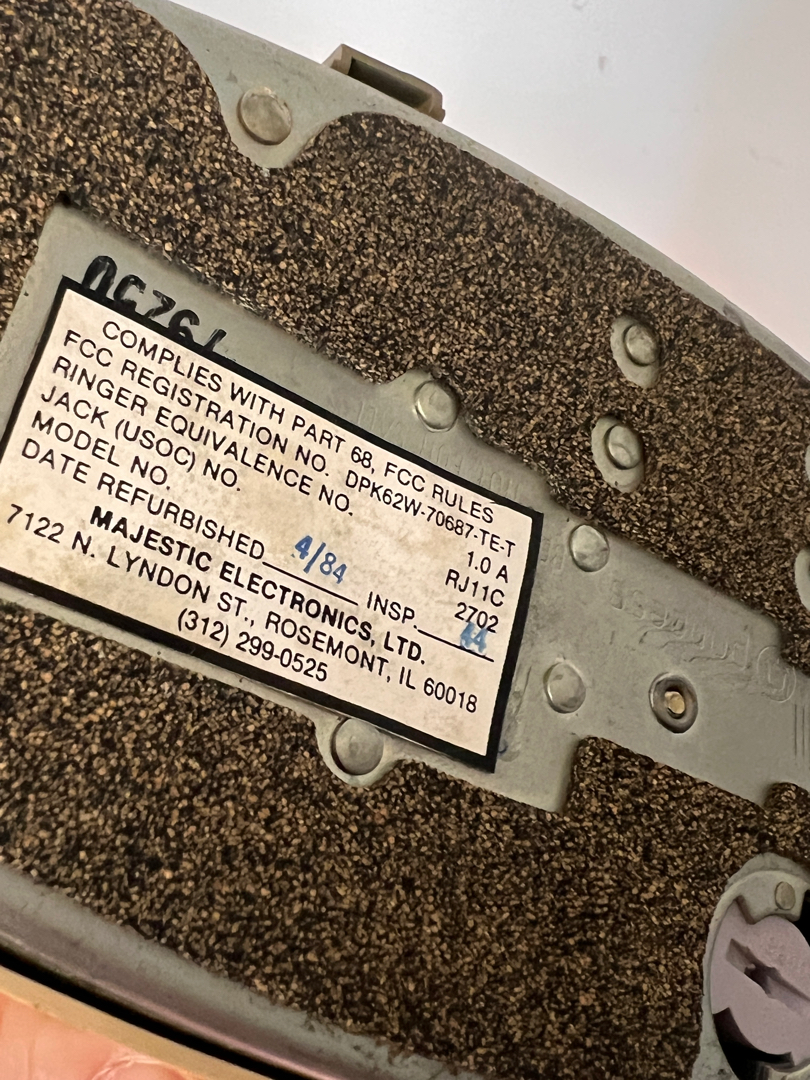 COMPLIES WITH PART 68, FCC RULES
FCC REGISTRATION NO. DPK62W-70687-TE-T
RINGER EQUIVALENCE NO. 1.0 A
JACK (USOC) NO. RJ11C
MODEL NO. 2702
DATE REFURBISHED 4/84 INSP. 44
MAJESTIC ELECTRONICS, LTD.
7122 N. LYNDON ST., ROSEMONT, IL 60018
(312) 299-0525